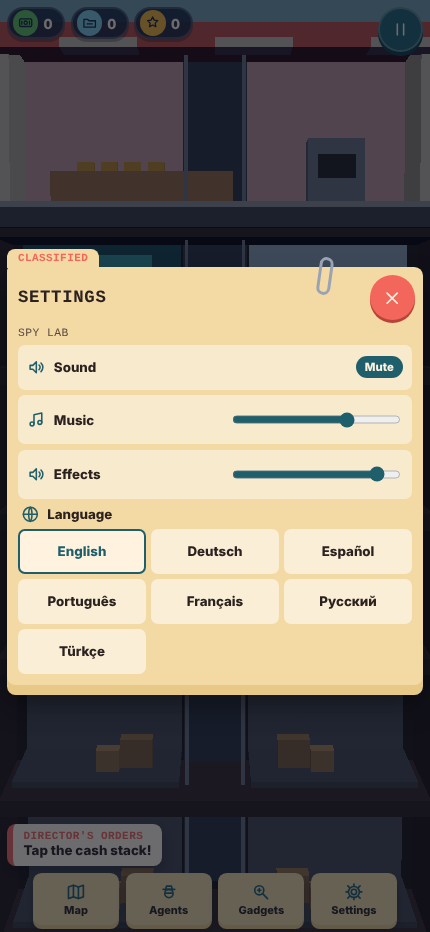 0 0 0
CLASSIFIED
SETTINGS
SPY LAB
Sound Mute
Music
Effects
Language
English Deutsch Español
Português Français Русский
Türkçe
DIRECTOR'S ORDERS
Tap the cash stack!
Map Agents Gadgets Settings